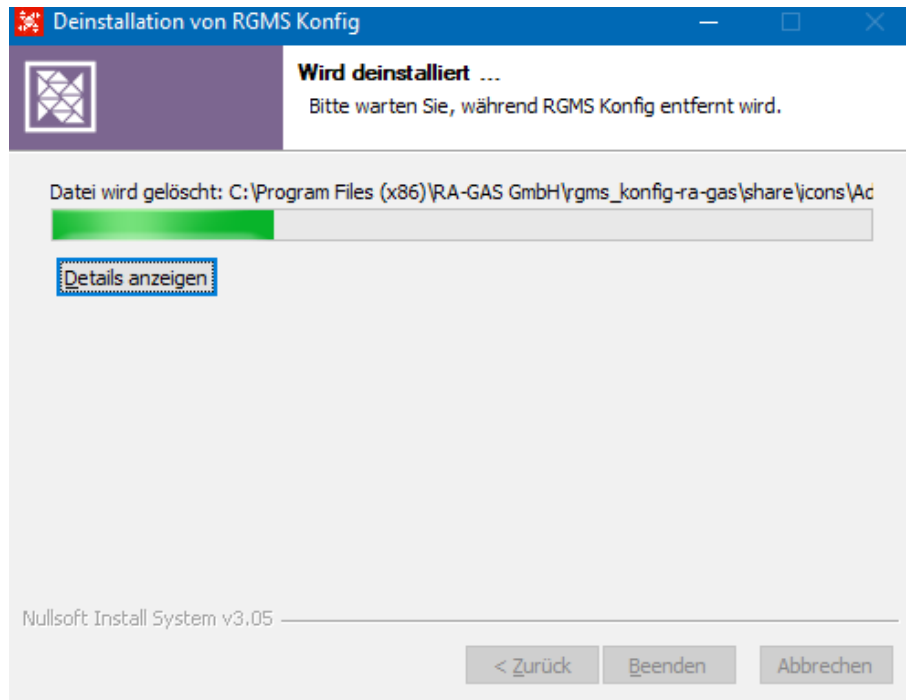 Deinstallation von RGMS Konfig
Wird deinstalliert ...
Bitte warten Sie, während RGMS Konfig entfernt wird.
Datei wird gelöscht: C:\Program Files (x86)\RA-GAS GmbH\rgms_konfig-ra-gas\share\icons\Ad
Details anzeigen
Nullsoft Install System v3.05
< Zurück
Beenden
Abbrechen